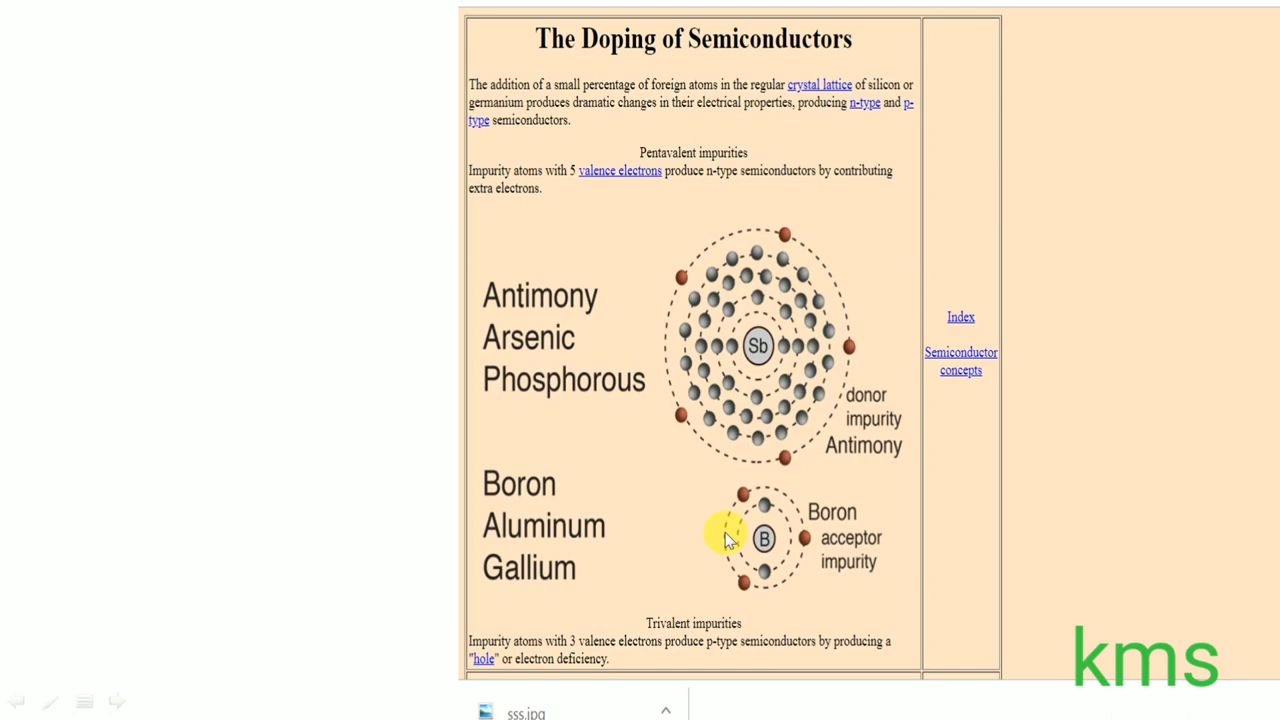 The Doping of Semiconductors
The addition of a small percentage of foreign atoms in the regular crystal lattice of silicon or
germanium produces dramatic changes in their electrical properties, producing n-type and p-
type semiconductors.
Pentavalent impurities
Impurity atoms with 5 valence electrons produce n-type semiconductors by contributing
extra electrons.
Antimony
Arsenic
Phosphorous
Sb
donor
impurity
Antimony
Boron
Aluminum
Gallium
B
Boron
acceptor
impurity
Trivalent impurities
Impurity atoms with 3 valence electrons produce p-type semiconductors by producing a
"hole" or electron deficiency.
Index
Semiconductor
concepts
kms
sss.jpg